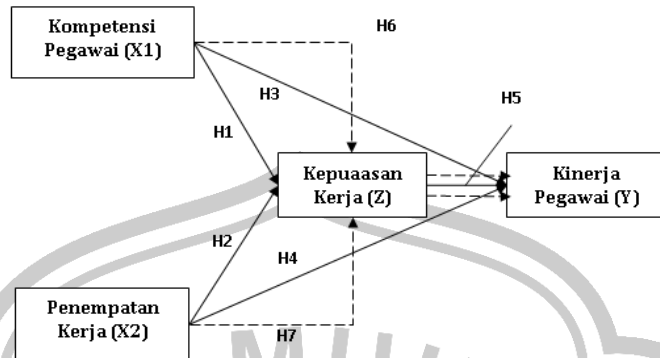 Kompetensi
Pegawai (X1)
H6
H3
H5
H1
Kepuaasan
Kerja (Z)
Kinerja
Pegawai (Y)
H2
H4
Penempatan
Kerja (X2)
H7